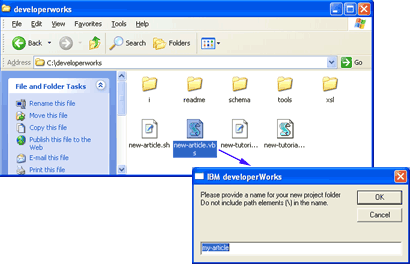 developerworks
File Edit View Favorites Tools Help
Back Search Folders
Address C:\developerworks Go
File and Folder Tasks
Rename this file
Move this file
Copy this file
Publish this file to the Web
E-mail this file
Print this file
i readme schema tools xsl
new-article.sh new-article.vbs new-tutori... new-tutoria...
IBM developerWorks
Please provide a name for your new project folder
Do not include path elements (\) in the name.
OK
Cancel
my-article